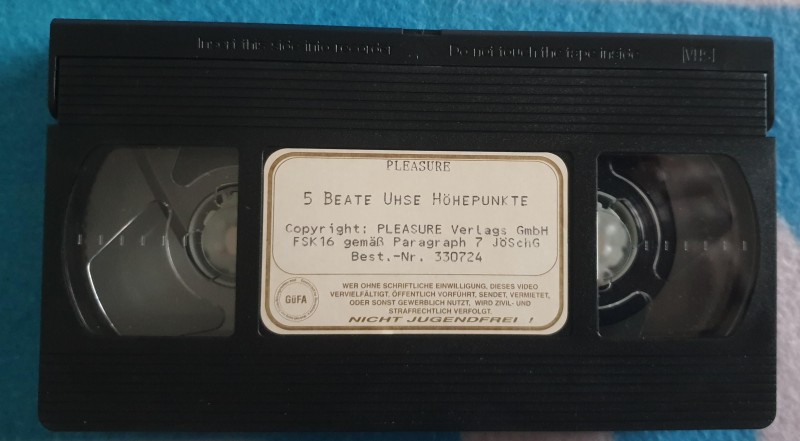 Insert this side into recorder
Do not touch the tape inside
VHS
PLEASURE
5 BEATE UHSE HÖHEPUNKTE
Copyright: PLEASURE Verlags GmbH
FSK16 gemäß Paragraph 7 JöSchG
Best.-Nr. 330724
GüFA
WER OHNE SCHRIFTLICHE EINWILLIGUNG, DIESES VIDEO
VERVIELFÄLTIGT, ÖFFENTLICH VORFÜHRT, SENDET, VERMIETET,
ODER SONST GEWERBLICH NUTZT, WIRD ZIVIL- UND
STRAFRECHTLICH VERFOLGT.
NICHT JUGENDFREI !